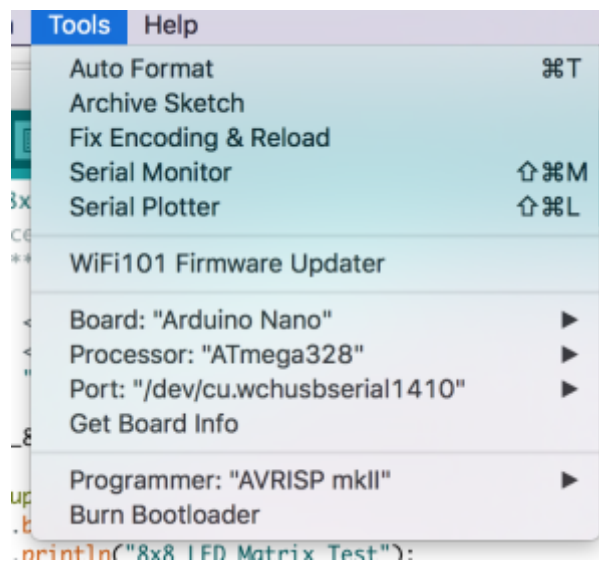 Tools Help
Auto Format ⌘T
Archive Sketch
Fix Encoding & Reload
Serial Monitor ⇧⌘M
Serial Plotter ⇧⌘L
WiFi101 Firmware Updater
Board: "Arduino Nano" ▶
Processor: "ATmega328" ▶
Port: "/dev/cu.wchusbserial1410" ▶
Get Board Info
Programmer: "AVRISP mkII" ▶
Burn Bootloader
.println("8x8 LED Matrix Test");